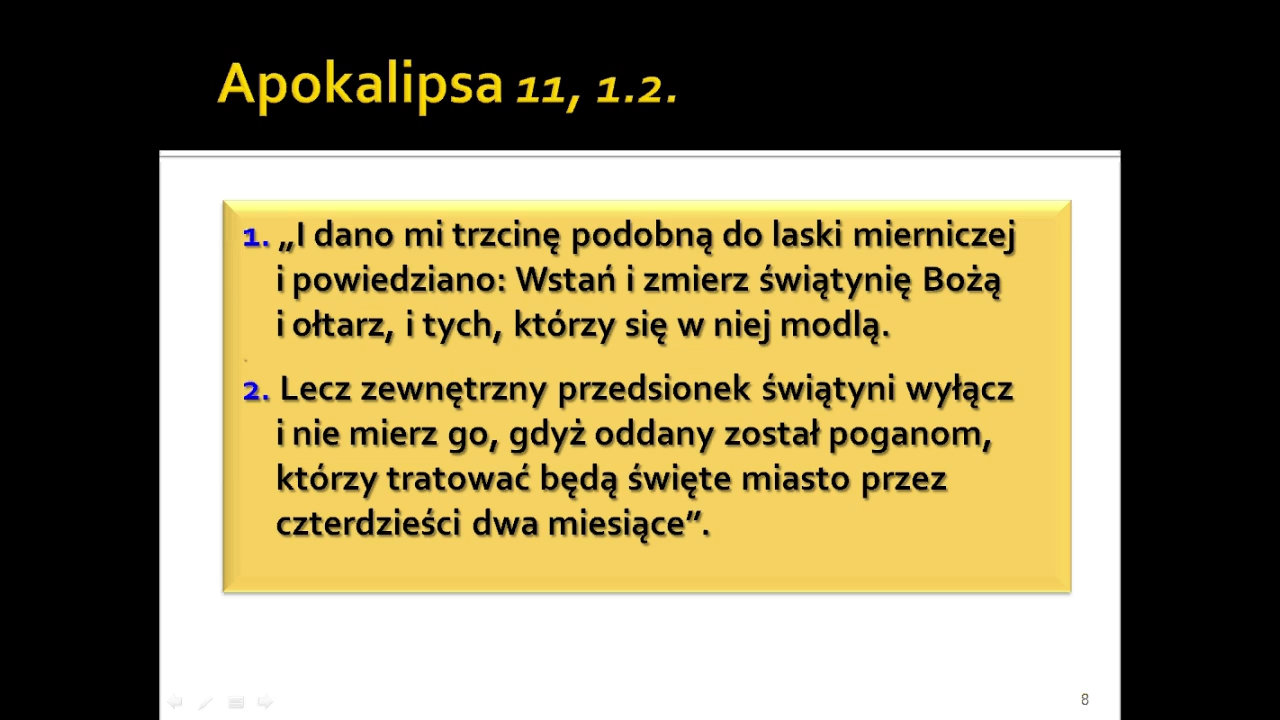 Apokalipsa 11, 1.2.
1. „I dano mi trzcinę podobną do laski mierniczej
i powiedziano: Wstań i zmierz świątynię Bożą
i ołtarz, i tych, którzy się w niej modlą.
2. Lecz zewnętrzny przedsionek świątyni wyłącz
i nie mierz go, gdyż oddany został poganom,
którzy tratować będą święte miasto przez
czterdzieści dwa miesiące”.
8